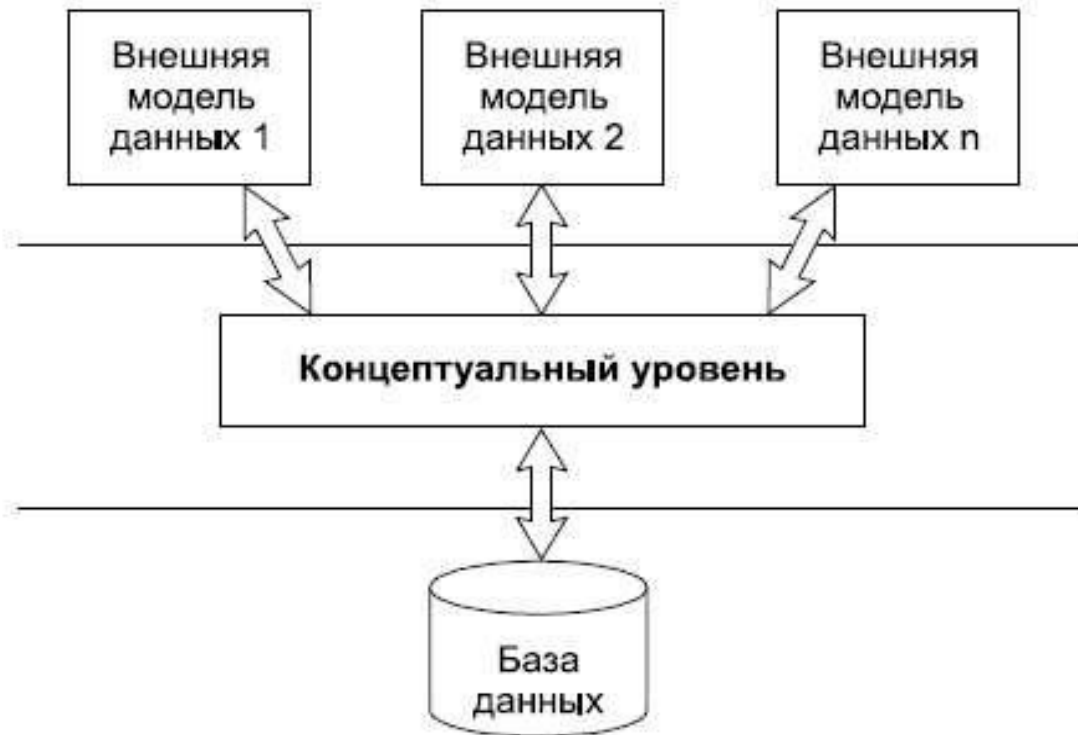 Внешняя
модель
данных 1
Внешняя
модель
данных 2
Внешняя
модель
данных n
Концептуальный уровень
База
данных